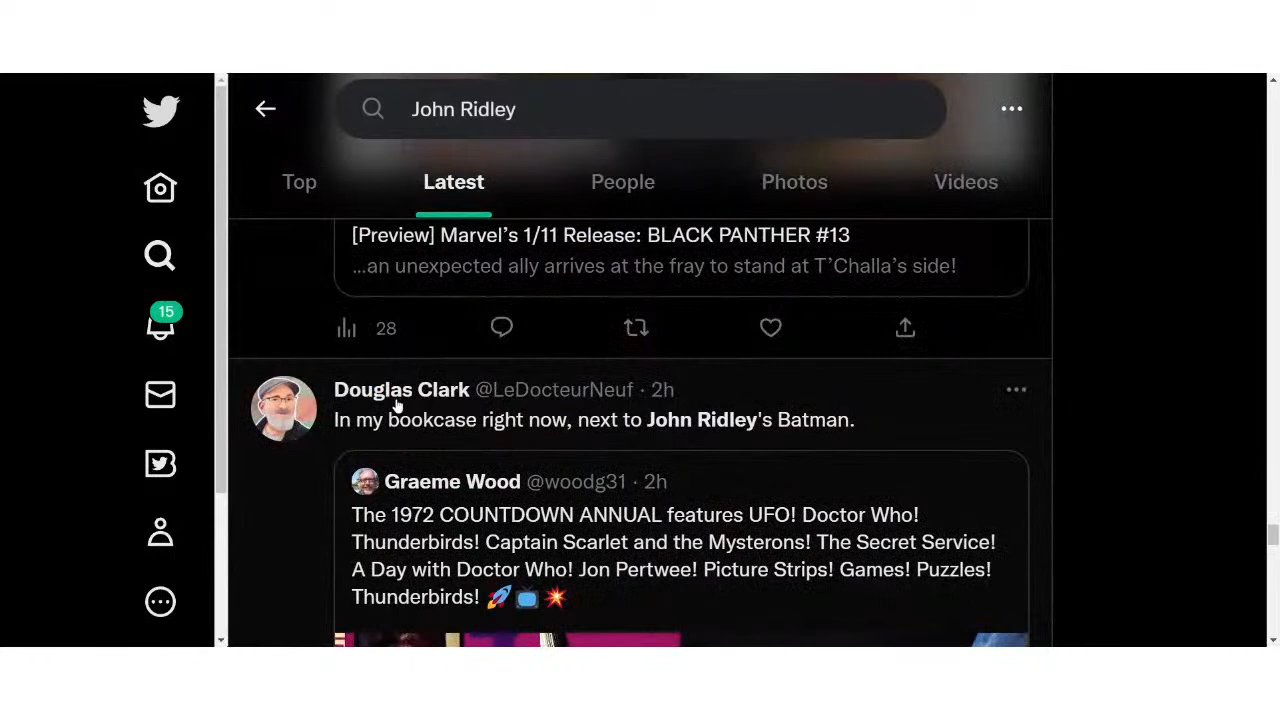 John Ridley
Top Latest People Photos Videos
[Preview] Marvel’s 1/11 Release: BLACK PANTHER #13
...an unexpected ally arrives at the fray to stand at T’Challa’s side!
15
28
Douglas Clark @LeDocteurNeuf · 2h
In my bookcase right now, next to John Ridley's Batman.
Graeme Wood @woodg31 · 2h
The 1972 COUNTDOWN ANNUAL features UFO! Doctor Who!
Thunderbirds! Captain Scarlet and the Mysterons! The Secret Service!
A Day with Doctor Who! Jon Pertwee! Picture Strips! Games! Puzzles!
Thunderbirds! 🚀📺💥